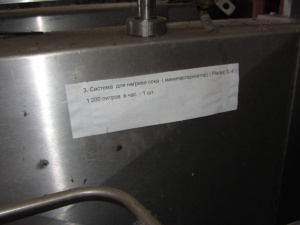 3. Система для нагрева сока ( минипастеризатор) (
1 200 литров в час - 1 шт.